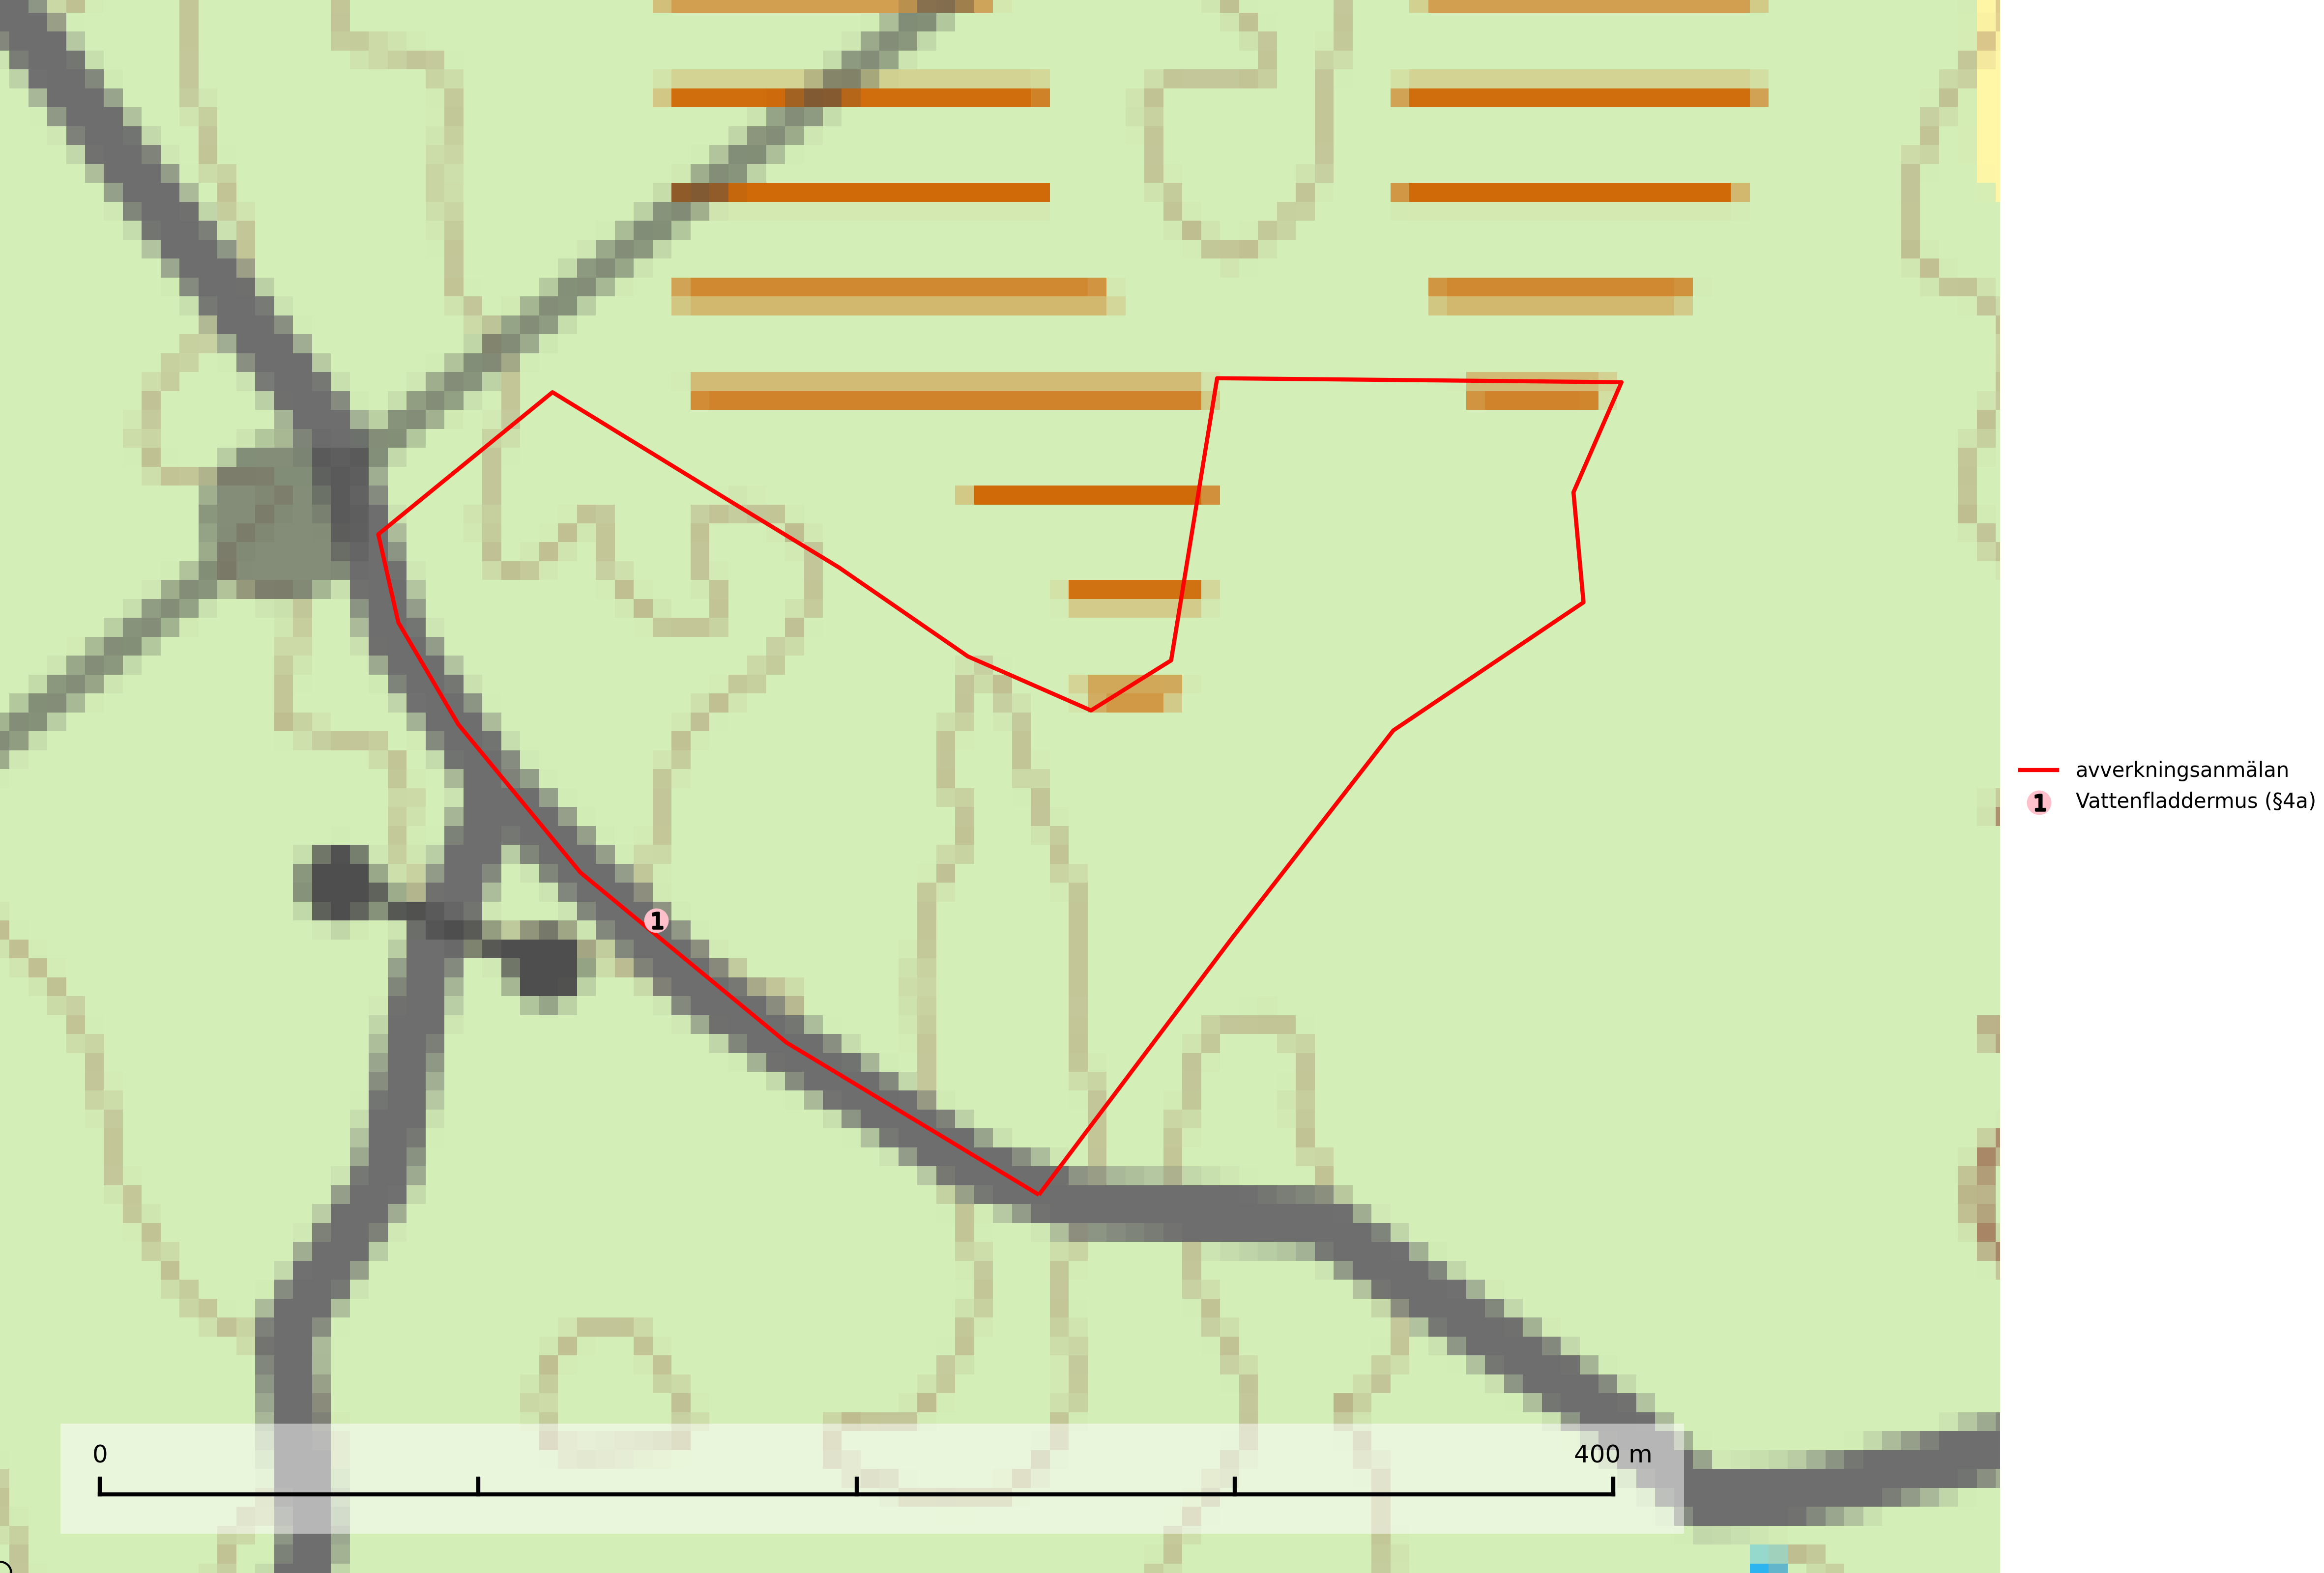 avverkningsanmälan
1 Vattenfladdermus (§4a)
1
0 400 m